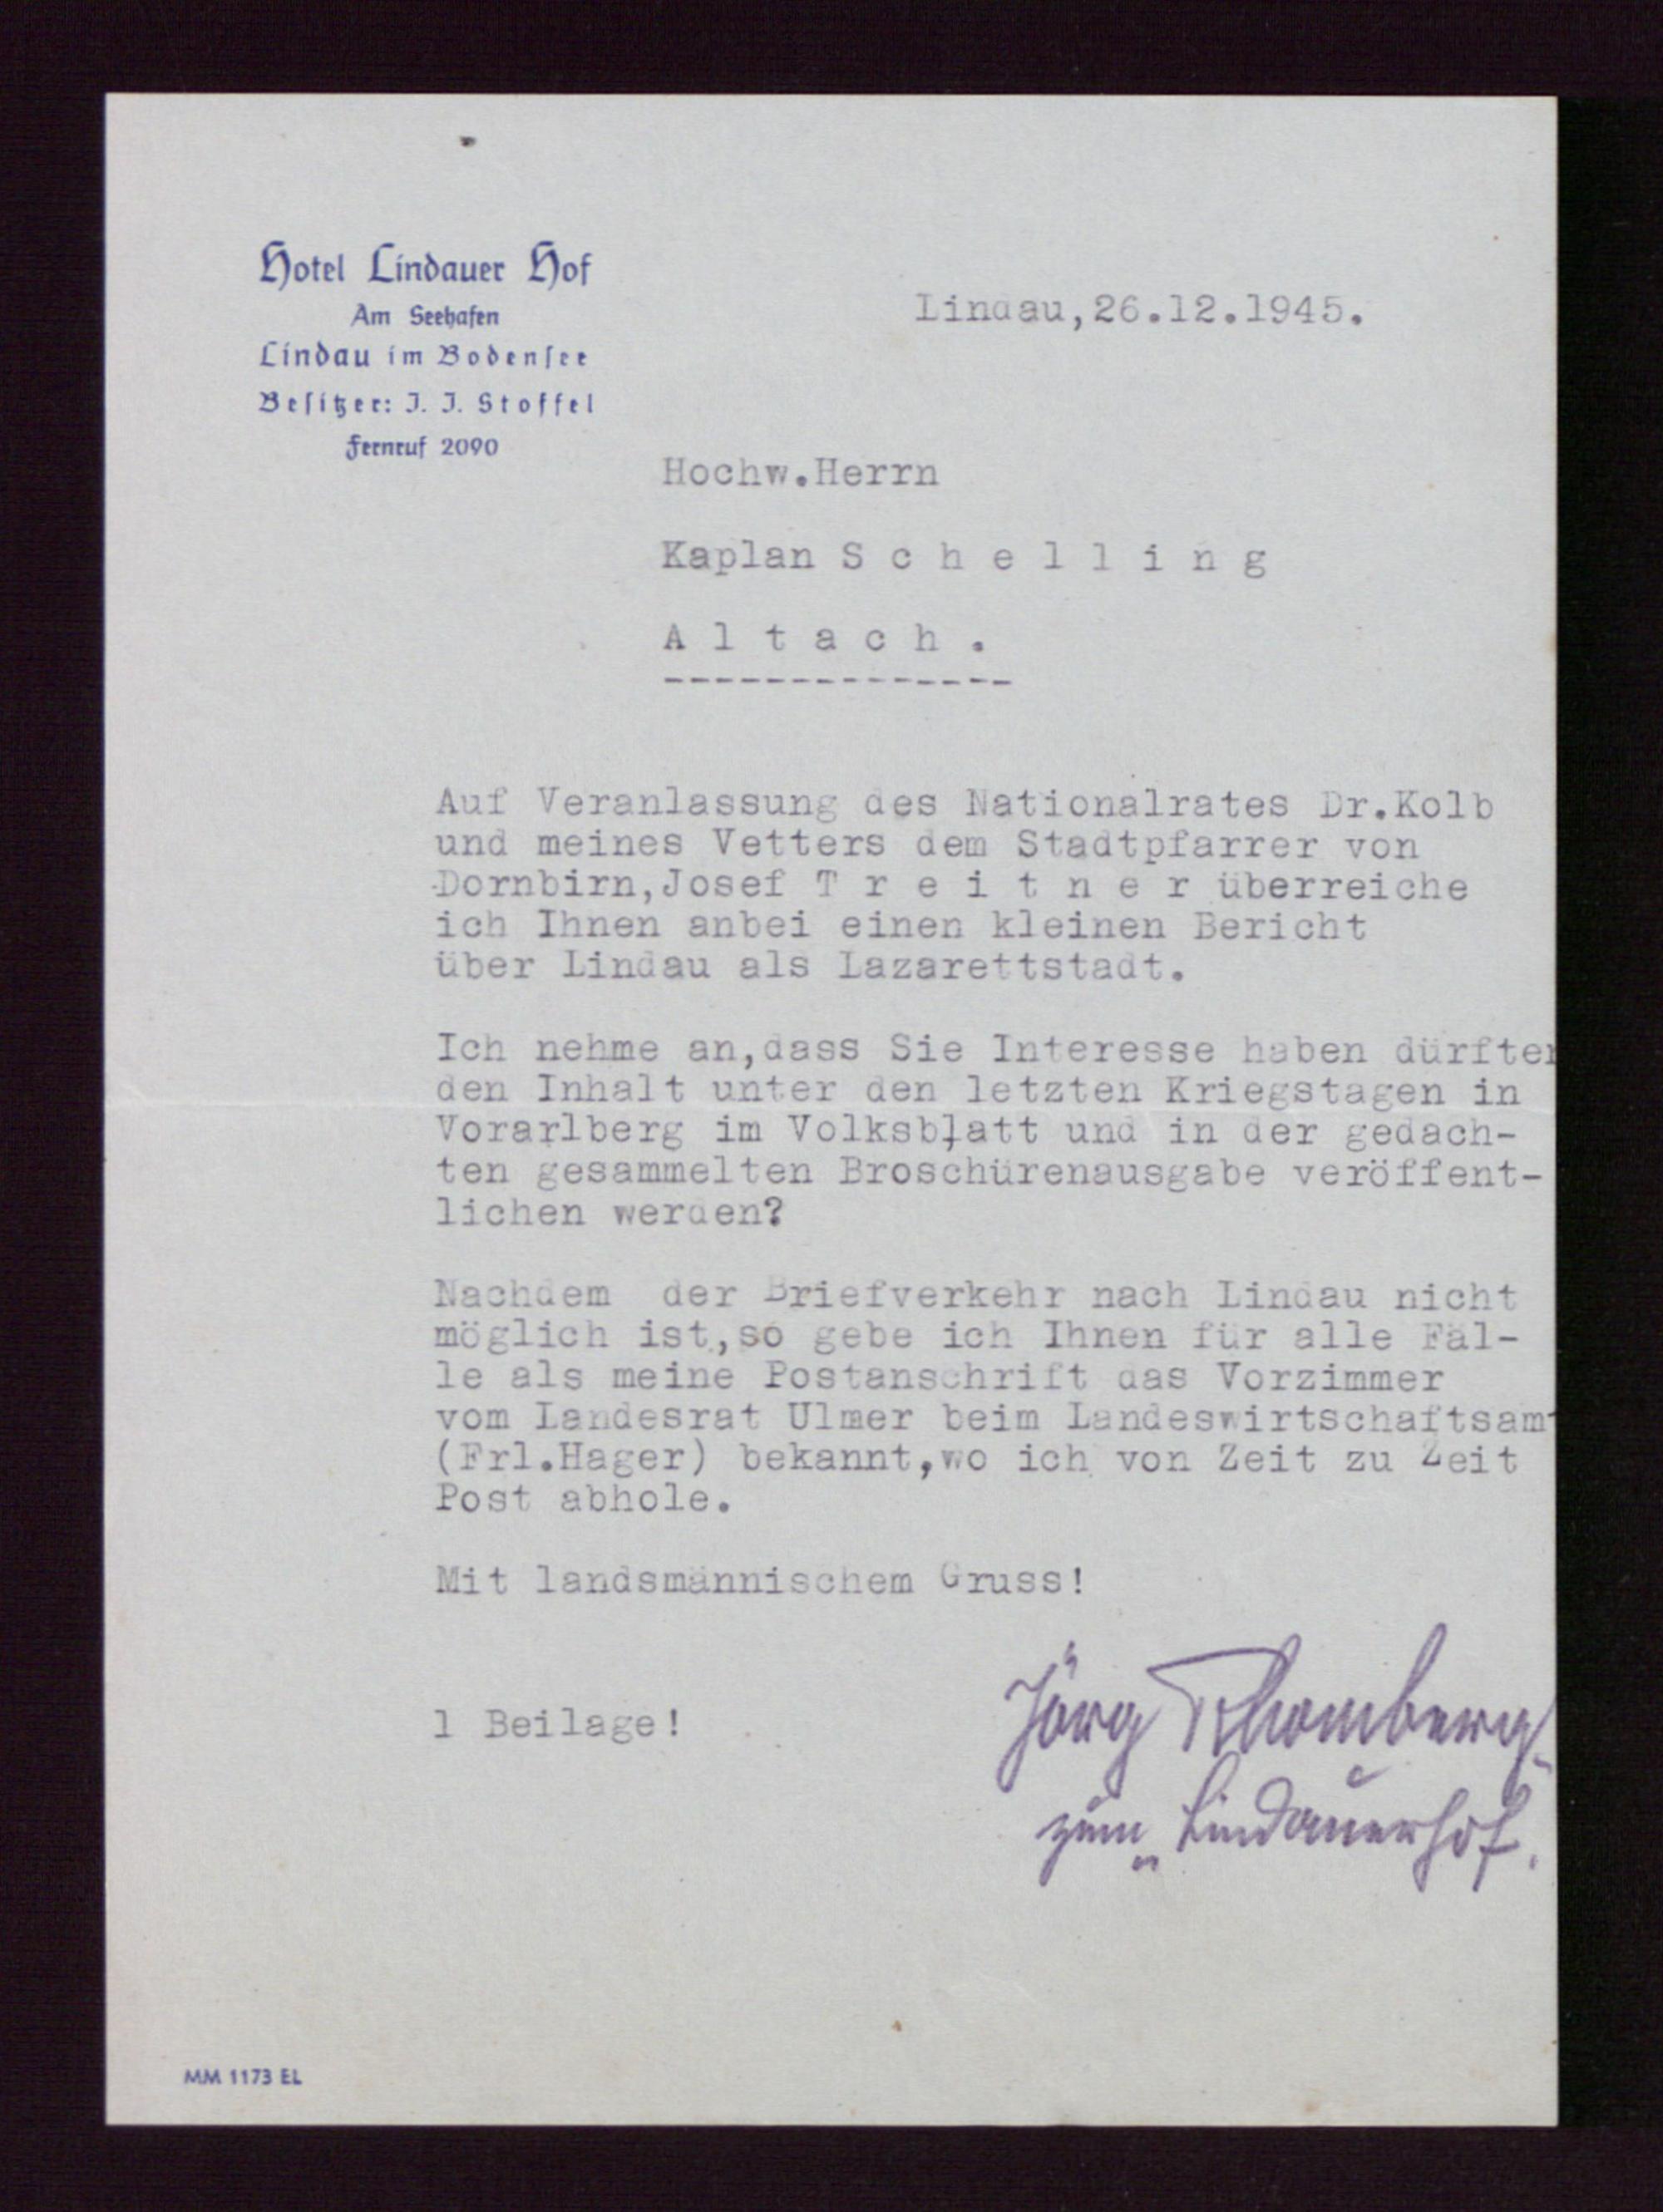 Hotel Lindauer Hof
Am Seehafen
Lindau im Bodensee
Besitzer: J. J. Stoffel
Fernruf 2090
Lindau,26.12.1945.
Hochw.Herrn
Kaplan S c h e l l i n g
A l t a c h .
--------------
Auf Veranlassung des Nationalrates Dr.Kolb
und meines Vetters dem Stadtpfarrer von
Dornbirn,Josef T r e i t n e r überreiche
ich Ihnen anbei einen kleinen Bericht
über Lindau als Lazarettstadt.
Ich nehme an,dass Sie Interesse haben dürften
den Inhalt unter den letzten Kriegstagen in
Vorarlberg im Volksblatt und in der gedach-
ten gesammelten Broschürenausgabe veröffent-
lichen werden?
Nachdem der Briefverkehr nach Lindau nicht
möglich ist,so gebe ich Ihnen für alle Fäl-
le als meine Postanschrift das Vorzimmer
vom Landesrat Ulmer beim Landeswirtschaftsamt
(Frl.Hager) bekannt,wo ich von Zeit zu Zeit
Post abhole.
Mit landsmännischem Gruss!
1 Beilage!
Jörg Rhomberg
zum „Lindauerhof.
MM 1173 EL